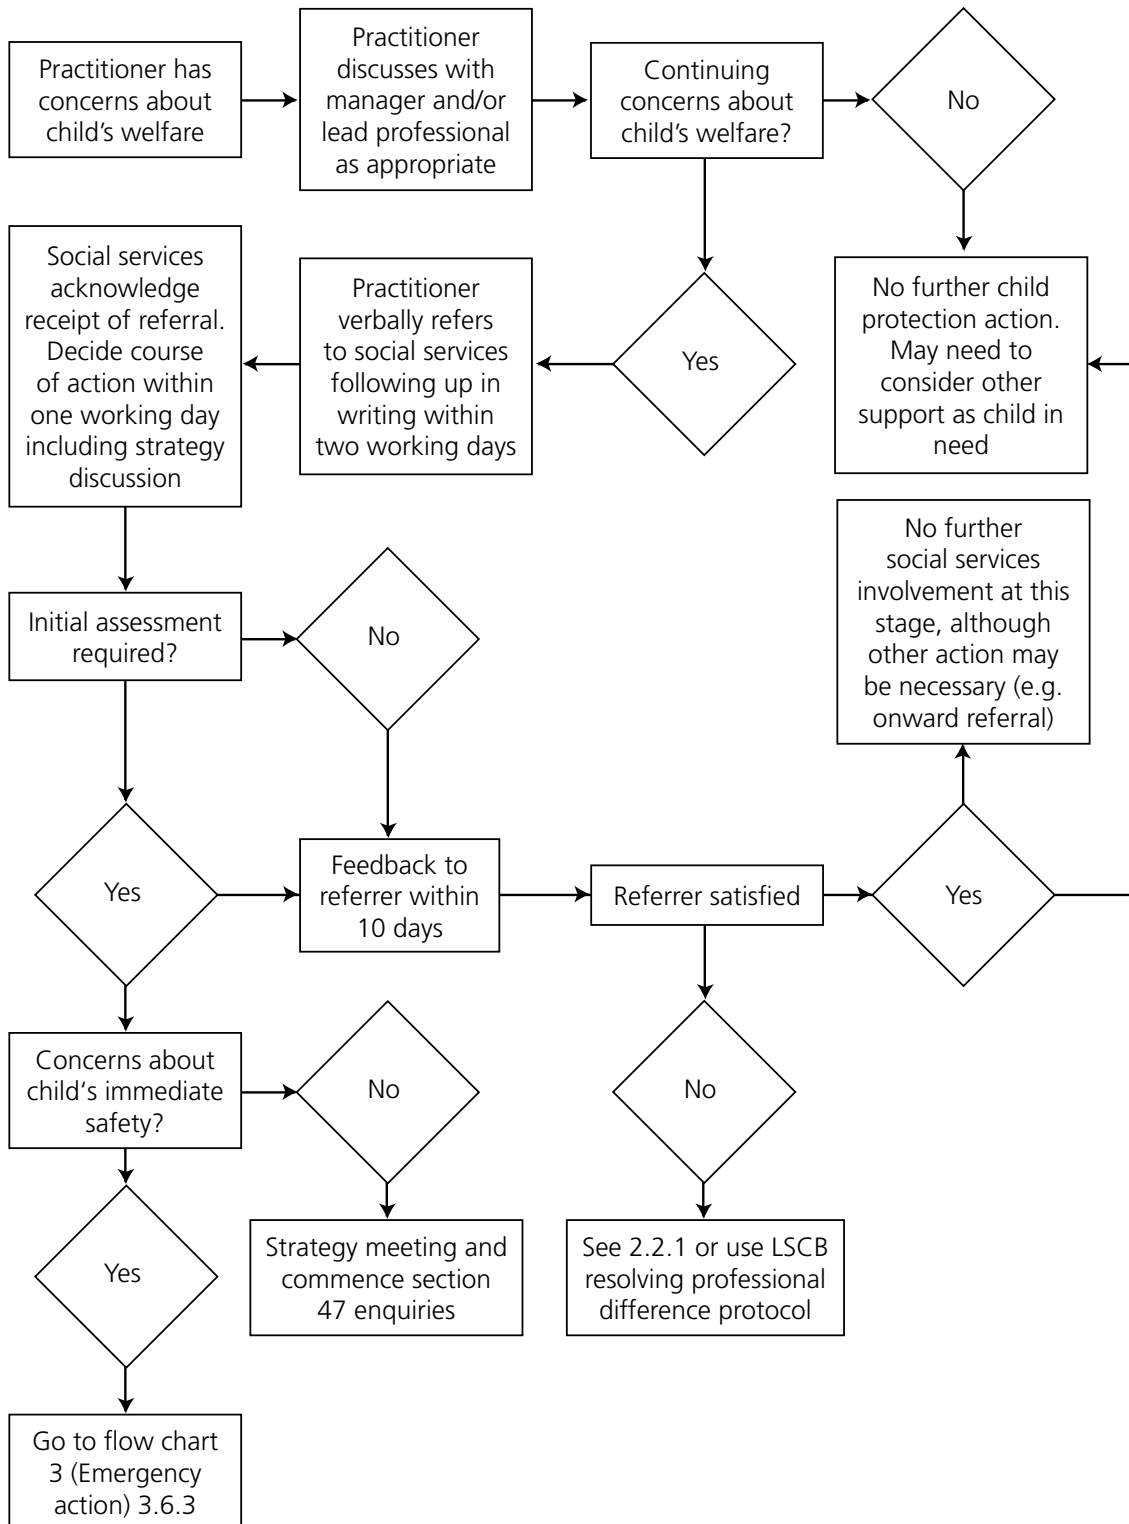 Practitioner has
concerns about
child's welfare
Practitioner
discusses with
manager and/or
lead professional
as appropriate
Continuing
concerns about
child's welfare?
No
Social services
acknowledge
receipt of referral.
Decide course
of action within
one working day
including strategy
discussion
Practitioner
verbally refers
to social services
following up in
writing within
two working days
Yes
No further child
protection action.
May need to
consider other
support as child in
need
No further
social services
involvement at this
stage, although
other action may
be necessary (e.g.
onward referral)
Initial assessment
required?
No
Yes
Feedback to
referrer within
10 days
Referrer satisfied
Yes
Concerns about
child‘s immediate
safety?
No
No
Yes
Strategy meeting and
commence section
47 enquiries
See 2.2.1 or use LSCB
resolving professional
difference protocol
Go to flow chart
3 (Emergency
action) 3.6.3